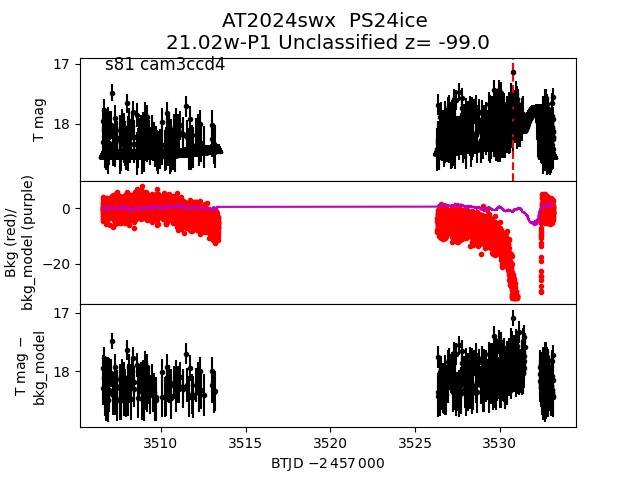 AT2024swx  PS24ice
21.02w-P1 Unclassified z= -99.0
s81 cam3ccd4
17
18
T mag
0
−20
Bkg (red)/
bkg_model (purple)
17
18
T mag −
bkg_model
3510 3515 3520 3525 3530
BTJD −2 457 000